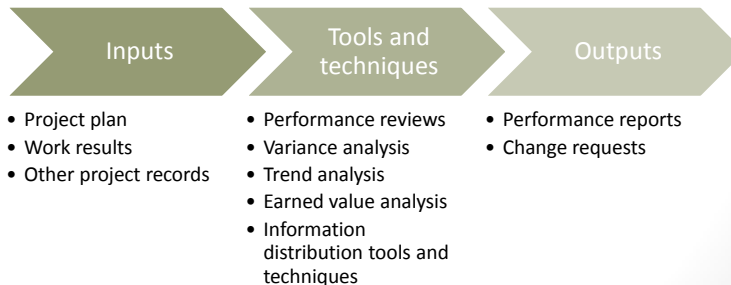 Inputs
• Project plan
• Work results
• Other project records
Tools and
techniques
• Performance reviews
• Variance analysis
• Trend analysis
• Earned value analysis
• Information
distribution tools and
techniques
Outputs
• Performance reports
• Change requests